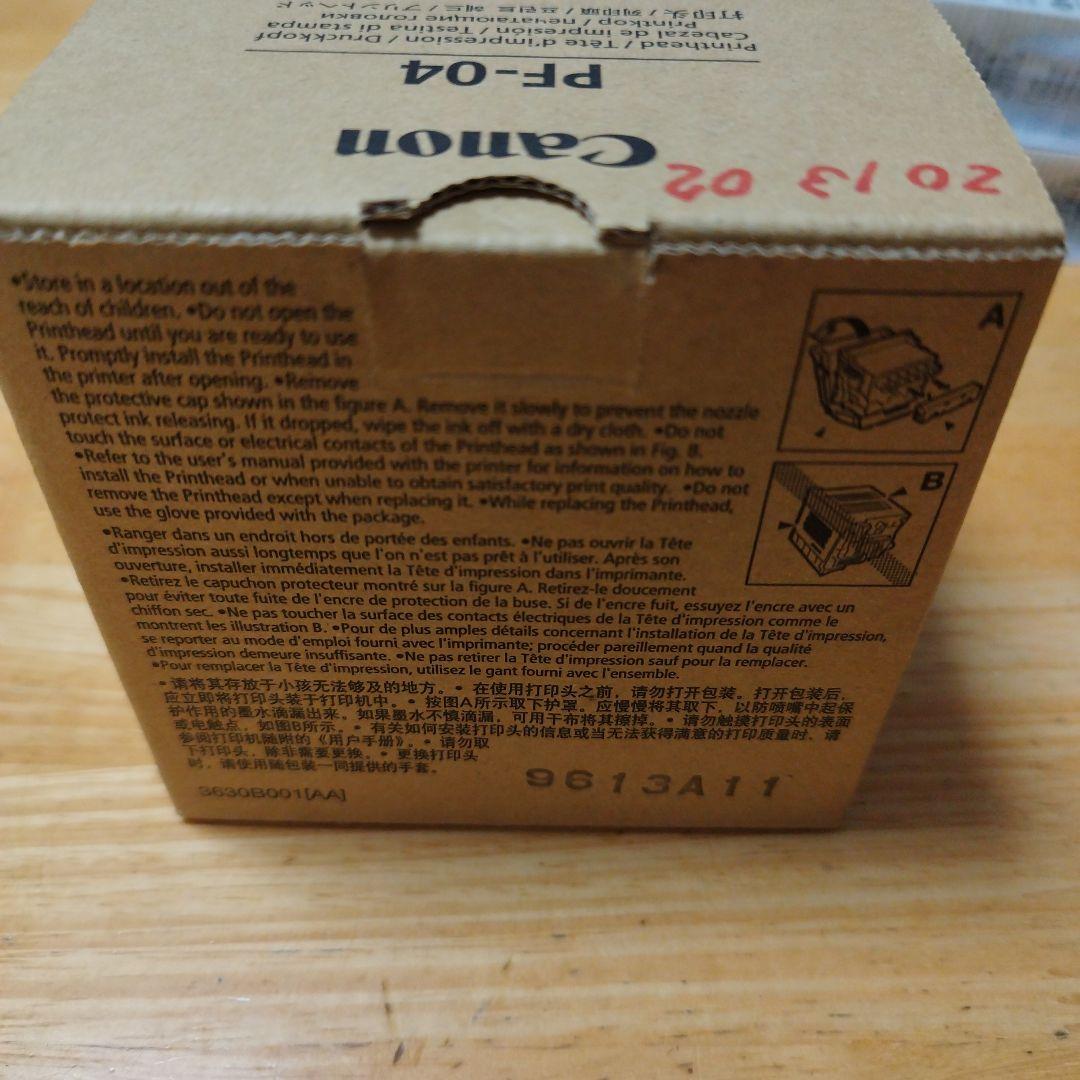 Canon
PF-04
Printhead / Tête d'impression / Druckkopf
Cabezal de impresión / Testina di stampa
Printkop / печатающие головки
打印头 / 列印頭 / 프린트 헤드 / プリントヘッド
2013 02
•Store in a location out of the
reach of children. •Do not open the
Printhead until you are ready to use
it. Promptly install the Printhead in
the printer after opening. •Remove
the protective cap shown in the figure A. Remove it slowly to prevent the nozzle
protect ink releasing. If it dropped, wipe the ink off with a dry cloth. •Do not
touch the surface or electrical contacts of the Printhead as shown in Fig. B.
•Refer to the user's manual provided with the printer for information on how to
install the Printhead or when unable to obtain satisfactory print quality. •Do not
remove the Printhead except when replacing it. •While replacing the Printhead,
use the glove provided with the package.
•Ranger dans un endroit hors de portée des enfants. •Ne pas ouvrir la Tête
d'impression aussi longtemps que l'on n'est pas prêt à l'utiliser. Après son
ouverture, installer immédiatement la Tête d'impression dans l'imprimante.
•Retirez le capuchon protecteur montré sur la figure A. Retirez-le doucement
pour éviter toute fuite de l'encre de protection de la buse. Si de l'encre fuit, essuyez l'encre avec un
chiffon sec. •Ne pas toucher la surface des contacts électriques de la Tête d'impression comme le
montrent les illustration B. •Pour de plus amples détails concernant l'installation de la Tête d'impression,
se reporter au mode d'emploi fourni avec l'imprimante; procéder pareillement quand la qualité
d'impression demeure insuffisante. •Ne pas retirer la Tête d'impression sauf pour la remplacer.
•Pour remplacer la Tête d'impression, utilisez le gant fourni avec l'ensemble.
•请将其存放于小孩无法够及的地方。•在使用打印头之前，请勿打开包装。打开包装后，
应立即将打印头装于打印机中。•按图A所示取下护罩。应慢慢将其取下，以防喷嘴中起保
护作用的墨水滴漏出来。如果墨水不慎滴漏，可用干布将其擦掉。•请勿触摸打印头的表面
或电触点，如图B所示。•有关如何安装打印头的信息或当无法获得满意的打印质量时，请
参阅打印机随附的《用户手册》。•请勿取
下打印头，除非需要更换。•更换打印头
时，请使用随包装一同提供的手套。
3630B001[AA]
9613A11
A
B